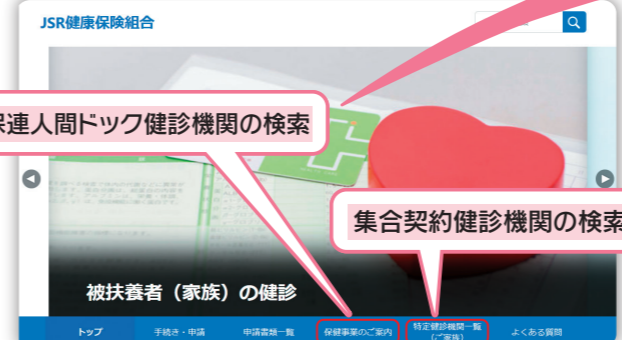 JSR健康保険組合
保連人間ドック健診機関の検索
集合契約健診機関の検索
被扶養者（家族）の健診
トップ
手続き・申請
申請書類一覧
保健事業のご案内
特定健診機関一覧
（ご家族）
よくある質問